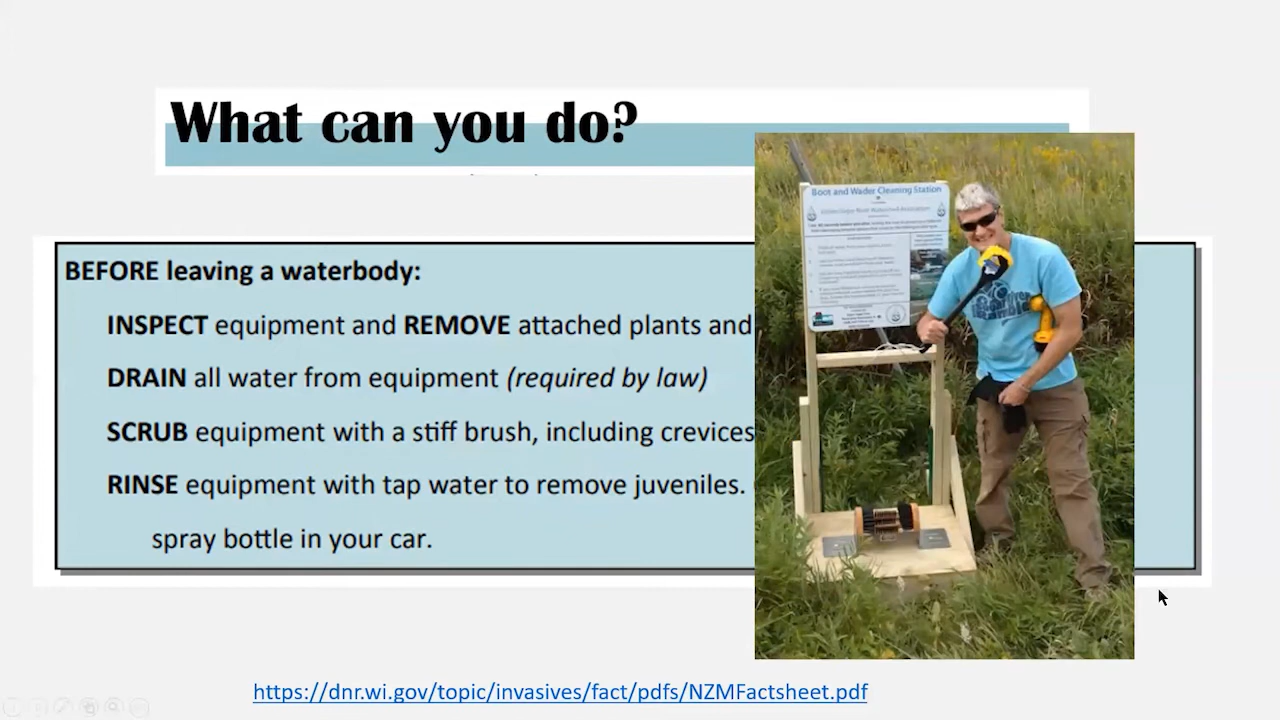 What can you do?
BEFORE leaving a waterbody:
INSPECT equipment and REMOVE attached plants and
DRAIN all water from equipment (required by law)
SCRUB equipment with a stiff brush, including crevices
RINSE equipment with tap water to remove juveniles.
spray bottle in your car.
Boot and Wader Cleaning Station
https://dnr.wi.gov/topic/invasives/fact/pdfs/NZMFactsheet.pdf